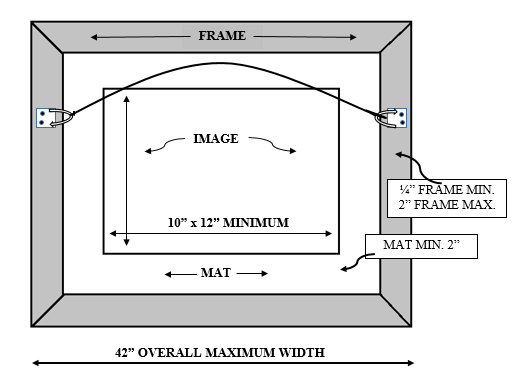 FRAME
IMAGE
¼” FRAME MIN.
2” FRAME MAX.
10” x 12” MINIMUM
MAT MIN. 2”
MAT
42” OVERALL MAXIMUM WIDTH